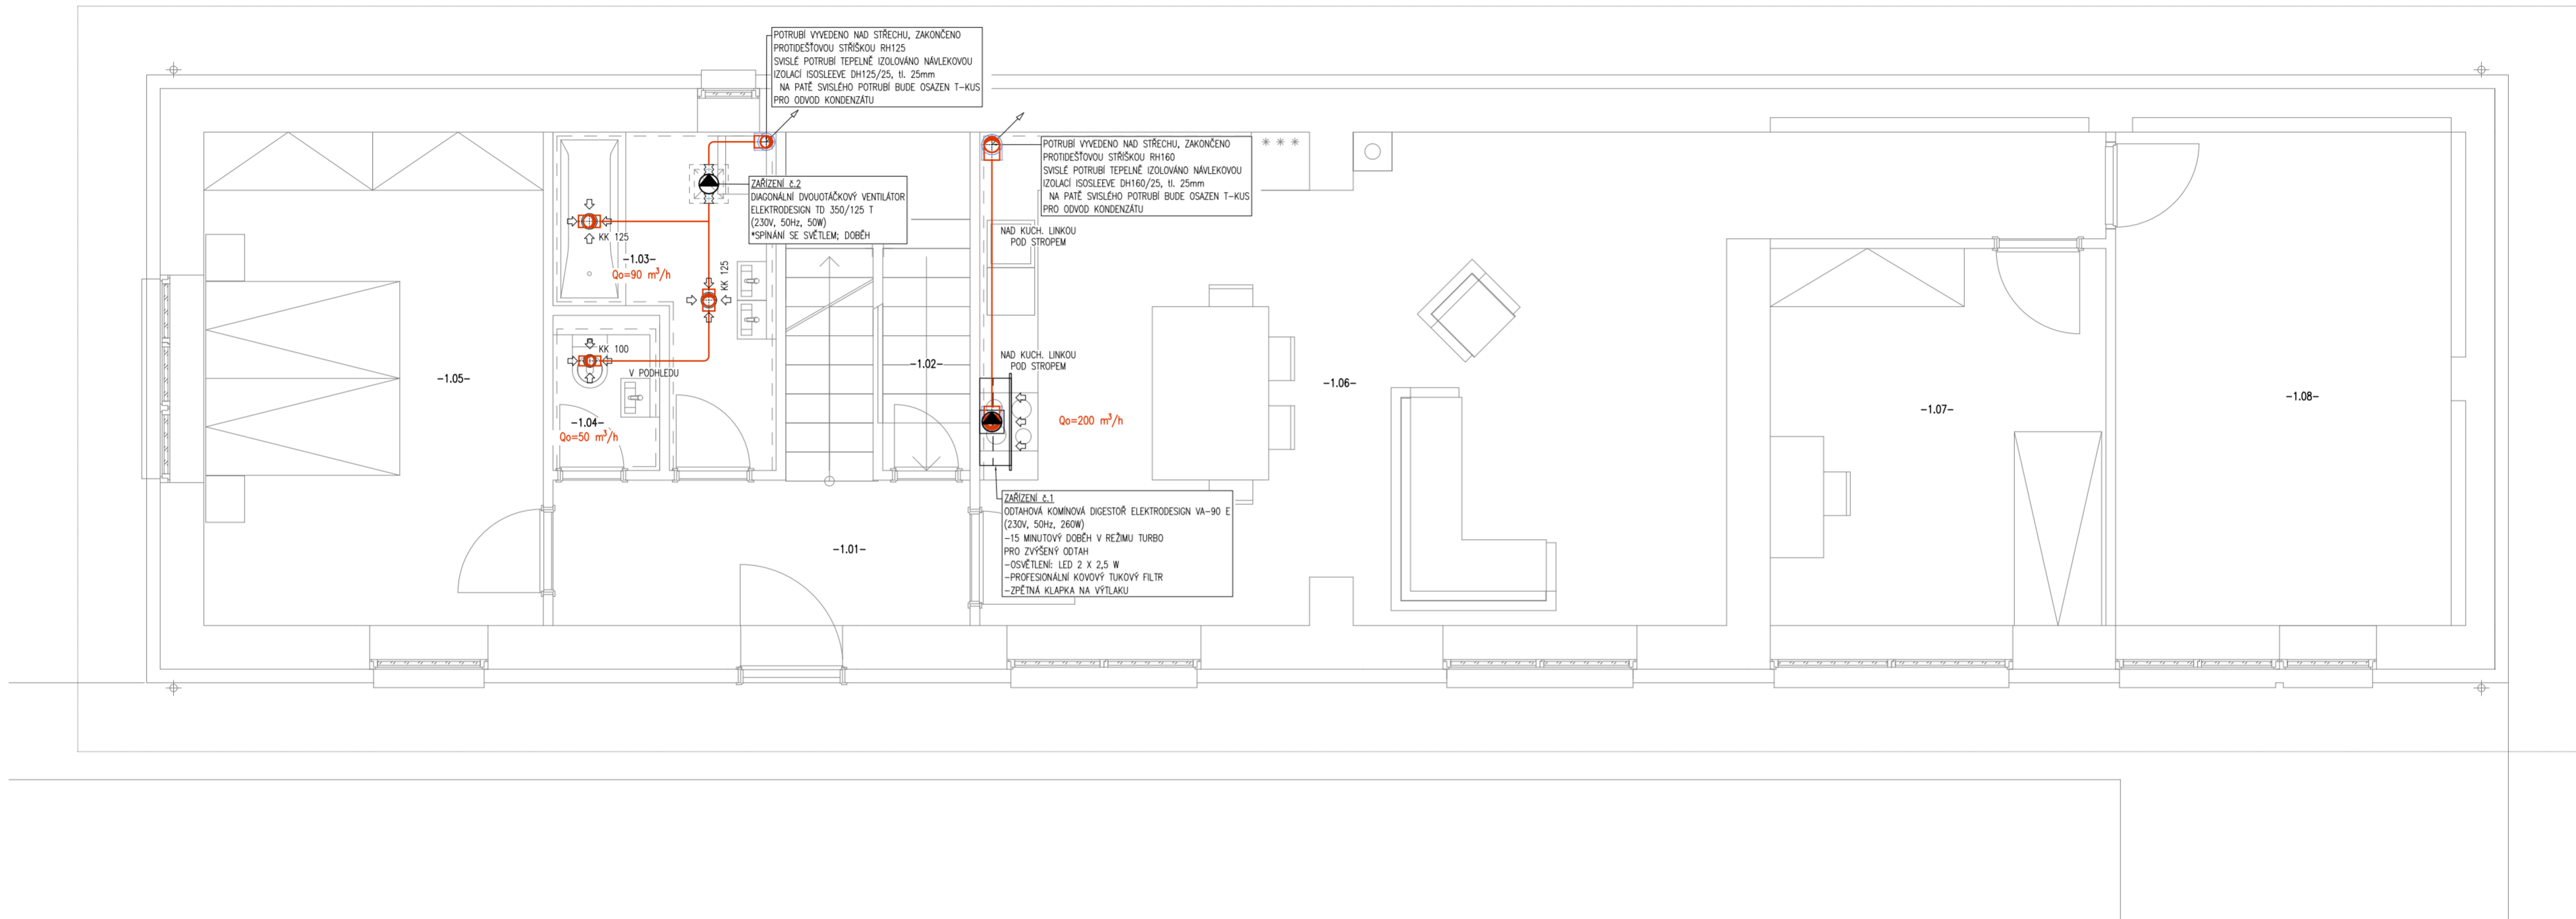 POTRUBÍ VYVEDENO NAD STŘECHU, ZAKONČENO
PROTIDEŠŤOVOU STŘÍŠKOU RH125
SVISLÉ POTRUBÍ TEPELNĚ IZOLOVÁNO NÁVLEKOVOU
IZOLACÍ ISOSLEEVE DH125/25, tl. 25mm
NA PATĚ SVISLÉHO POTRUBÍ BUDE OSAZEN T-KUS
PRO ODVOD KONDENZÁTU
POTRUBÍ VYVEDENO NAD STŘECHU, ZAKONČENO
PROTIDEŠŤOVOU STŘÍŠKOU RH160
SVISLÉ POTRUBÍ TEPELNĚ IZOLOVÁNO NÁVLEKOVOU
IZOLACÍ ISOSLEEVE DH160/25, tl. 25mm
NA PATĚ SVISLÉHO POTRUBÍ BUDE OSAZEN T-KUS
PRO ODVOD KONDENZÁTU
ZAŘÍZENÍ č.2
DIAGONÁLNÍ DVOUOTÁČKOVÝ VENTILÁTOR
ELEKTRODESIGN TD 350/125 T
(230V, 50Hz, 50W)
*SPÍNÁNÍ SE SVĚTLEM; DOBĚH
KK 125
-1.03-
Qo=90 m³/h
KK 125
NAD KUCH. LINKOU
POD STROPEM
KK 100
V PODHLEDU
-1.04-
Qo=50 m³/h
-1.05-
-1.02-
NAD KUCH. LINKOU
POD STROPEM
-1.06-
Qo=200 m³/h
-1.07-
-1.08-
ZAŘÍZENÍ č.1
ODTAHOVÁ KOMÍNOVÁ DIGESTOŘ ELEKTRODESIGN VA-90 E
(230V, 50Hz, 260W)
-15 MINUTOVÝ DOBĚH V REŽIMU TURBO
PRO ZVÝŠENÝ ODTAH
-OSVĚTLENÍ: LED 2 X 2,5 W
-PROFESIONÁLNÍ KOVOVÝ TUKOVÝ FILTR
-ZPĚTNÁ KLAPKA NA VÝTLAKU
-1.01-